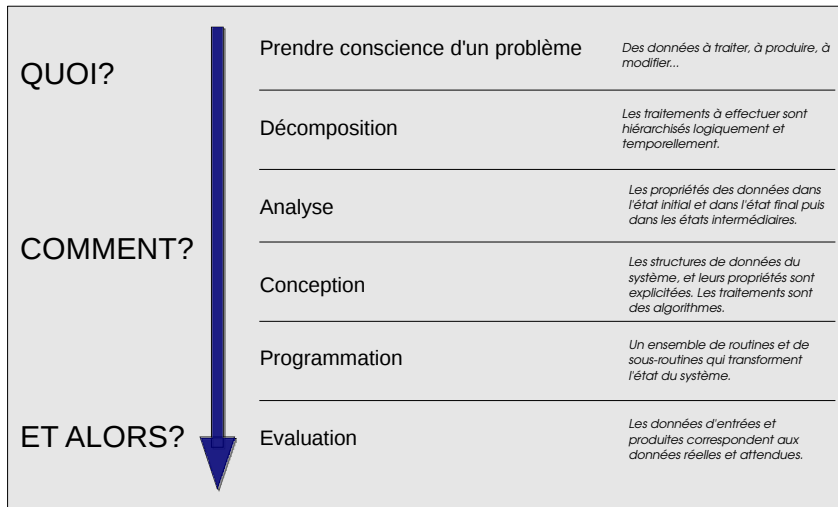 QUOI?
Prendre conscience d'un problème
Des données à traiter, à produire, à
modifier...
Décomposition
Les traitements à effectuer sont
hiérarchisés logiquement et
temporellement.
COMMENT?
Analyse
Les propriétés des données dans
l'état initial et dans l'état final puis
dans les états intermédiaires.
Conception
Les structures de données du
système, et leurs propriétés sont
explicitées. Les traitements sont
des algorithmes.
Programmation
Un ensemble de routines et de
sous-routines qui transforment
l'état du système.
ET ALORS?
Evaluation
Les données d'entrées et
produites correspondent aux
données réelles et attendues.